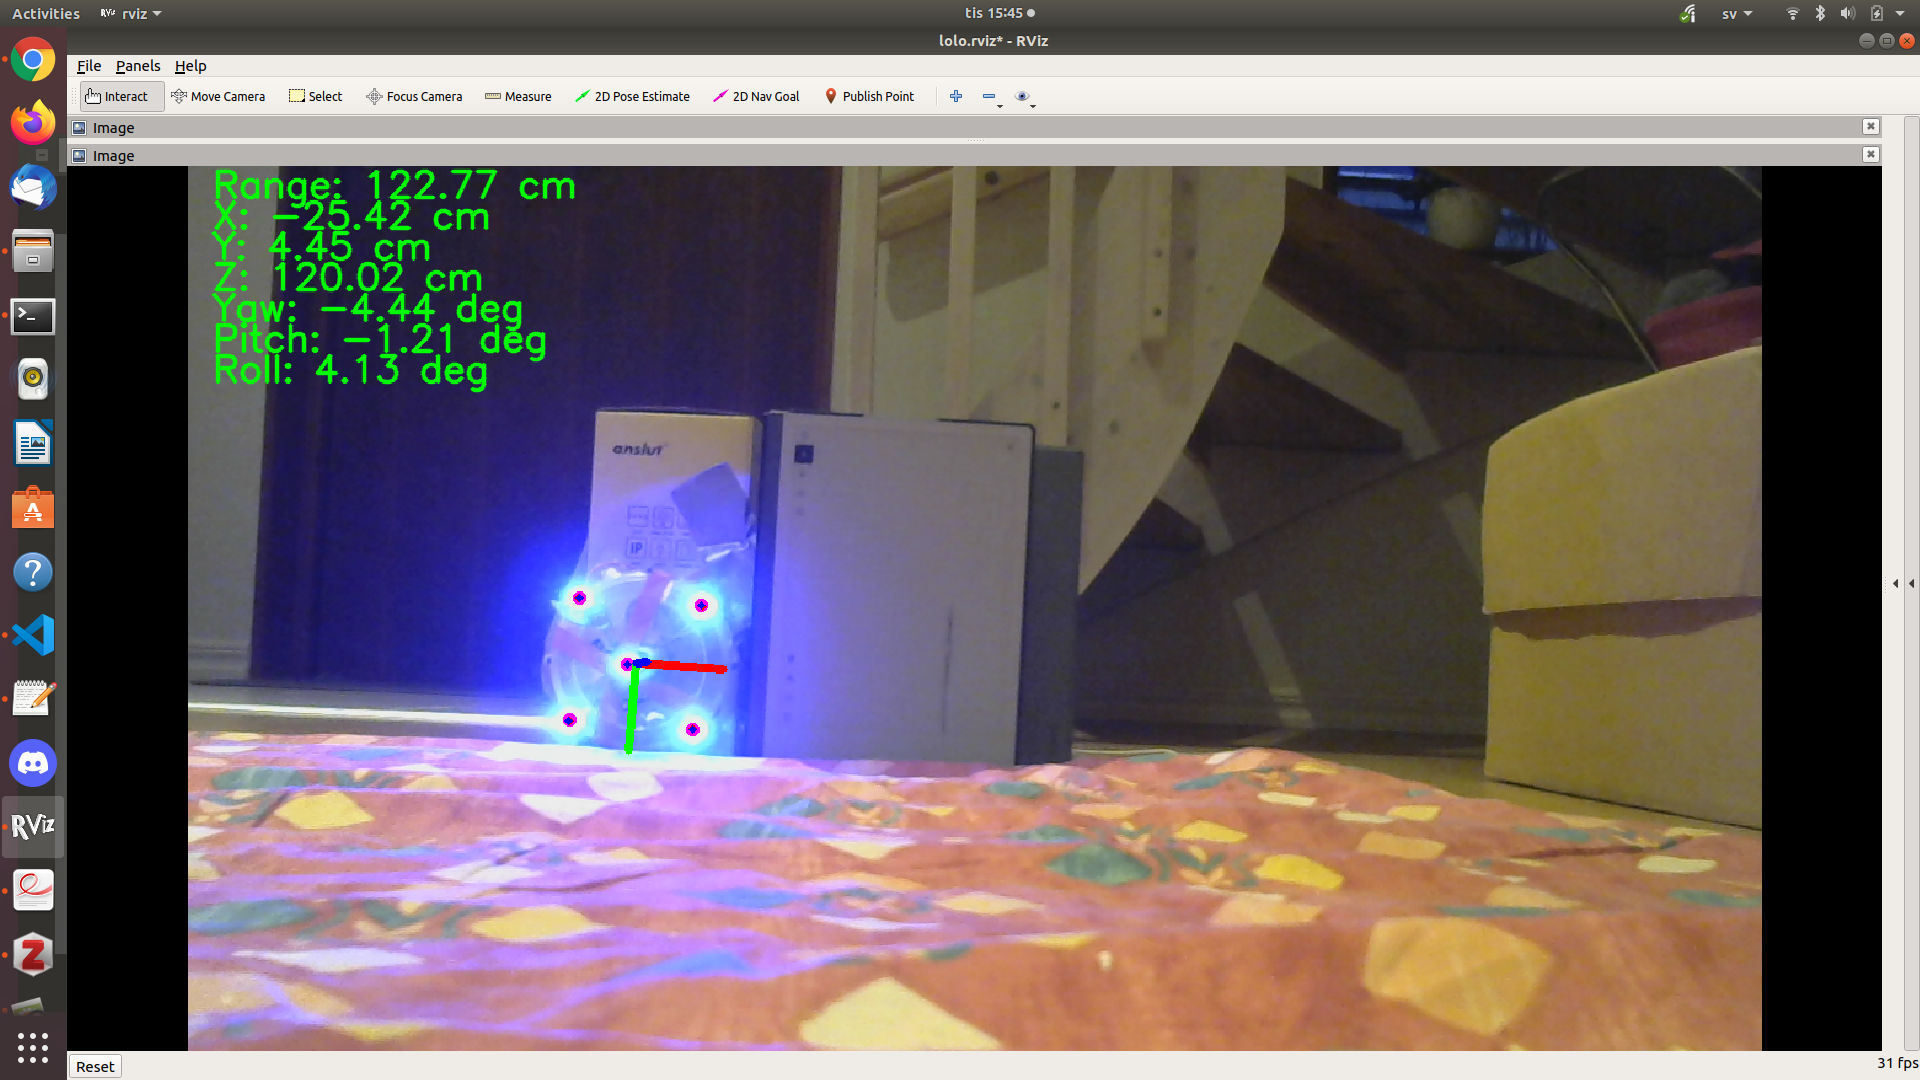 Activities
RViz
rviz
tis 15:45
sv
lolo.rviz* - RViz
File
Panels
Help
Interact
Move Camera
Select
Focus Camera
Measure
2D Pose Estimate
2D Nav Goal
Publish Point
Image
Image
Range: 122.77 cm
X: -25.42 cm
Y: 4.45 cm
Z: 120.02 cm
Yaw: -4.44 deg
Pitch: -1.21 deg
Roll: 4.13 deg
anslut
IP
RViz
Reset
31 fps